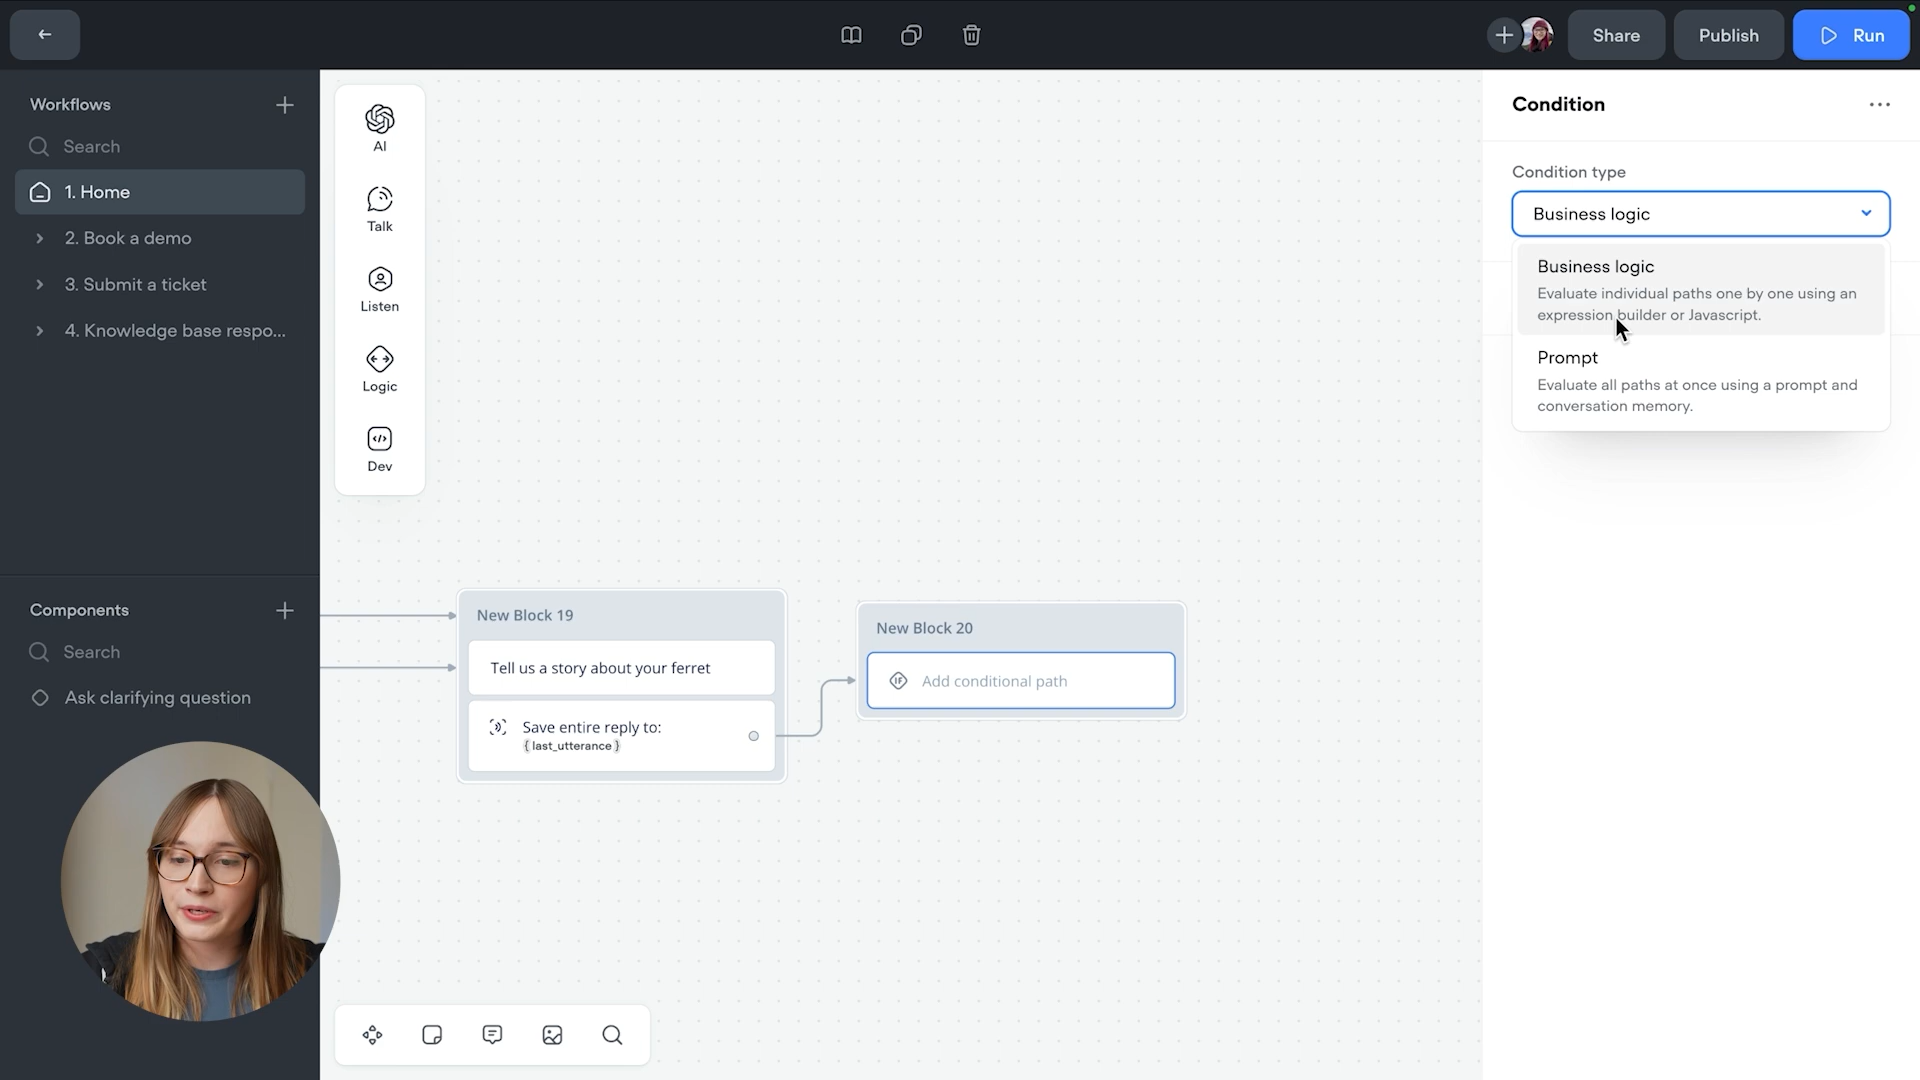 Share
Publish
Run
Workflows
Search
1. Home
2. Book a demo
3. Submit a ticket
4. Knowledge base respo...
Components
Search
Ask clarifying question
AI
Talk
Listen
Logic
Dev
New Block 19
Tell us a story about your ferret
Save entire reply to:
{last_utterance}
New Block 20
IF
Add conditional path
Condition
Condition type
Business logic
Business logic
Evaluate individual paths one by one using an
expression builder or Javascript.
Prompt
Evaluate all paths at once using a prompt and
conversation memory.